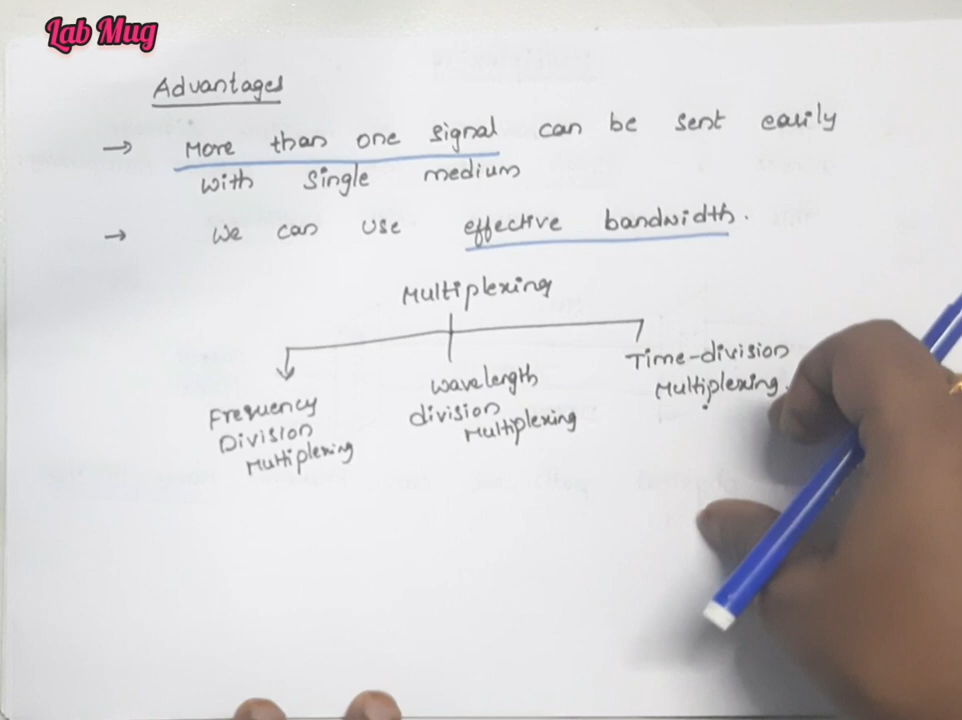 Lab Mug
Advantages
→ More than one signal can be sent easily
with single medium
→ We can use effective bandwidth.
Multiplexing
Time-division
Multiplexing.
Wavelength
division
Multiplexing
Frequency
Division
Multiplexing